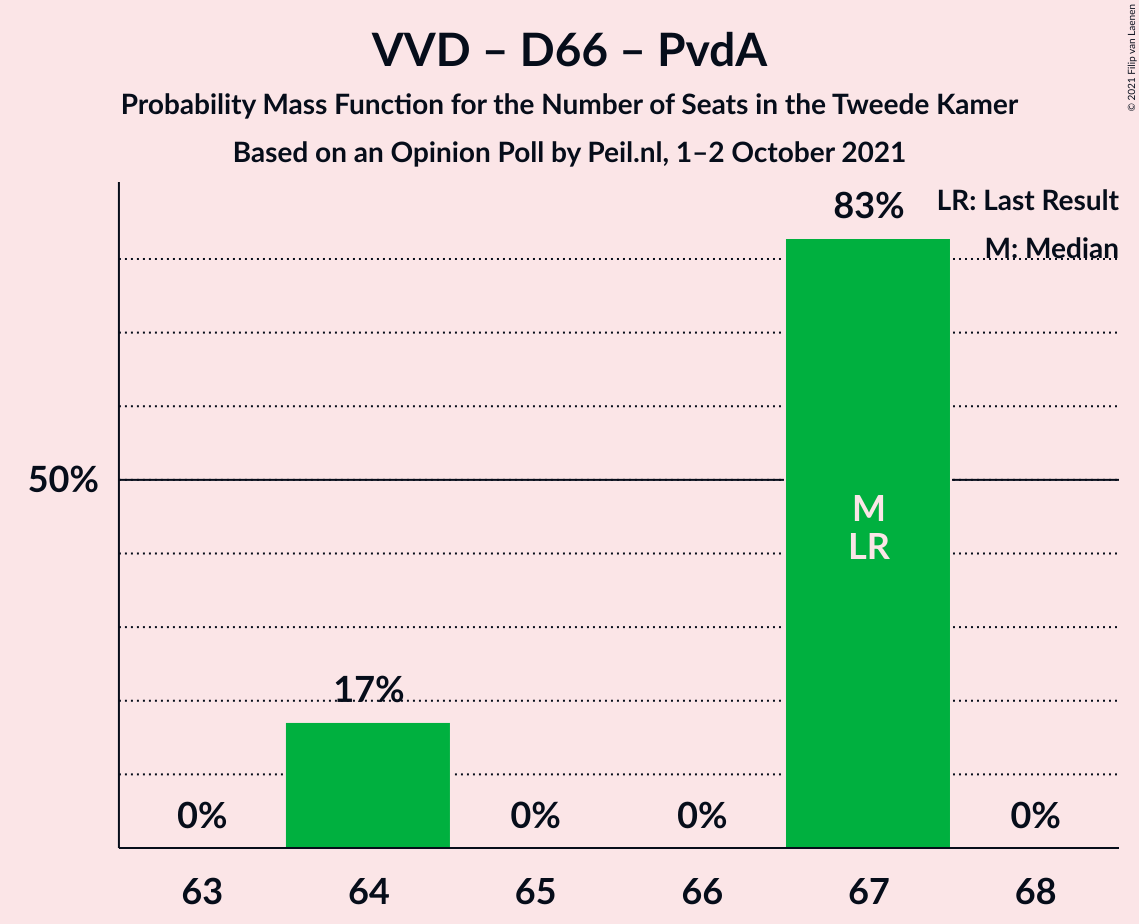 VVD – D66 – PvdA
Probability Mass Function for the Number of Seats in the Tweede Kamer
Based on an Opinion Poll by Peil.nl, 1–2 October 2021
© 2021 Filip van Laenen
LR: Last Result
M: Median
83%
50%
M
LR
17%
0%
0%
0%
0%
63 64 65 66 67 68